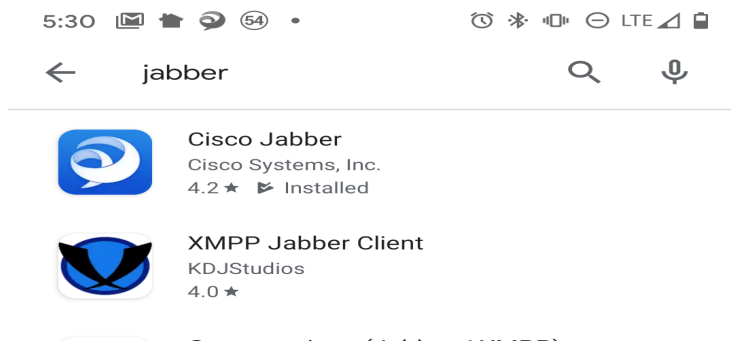 5:30 54 LTE
jabber
Cisco Jabber
Cisco Systems, Inc.
4.2★ Installed
XMPP Jabber Client
KDJStudios
4.0★